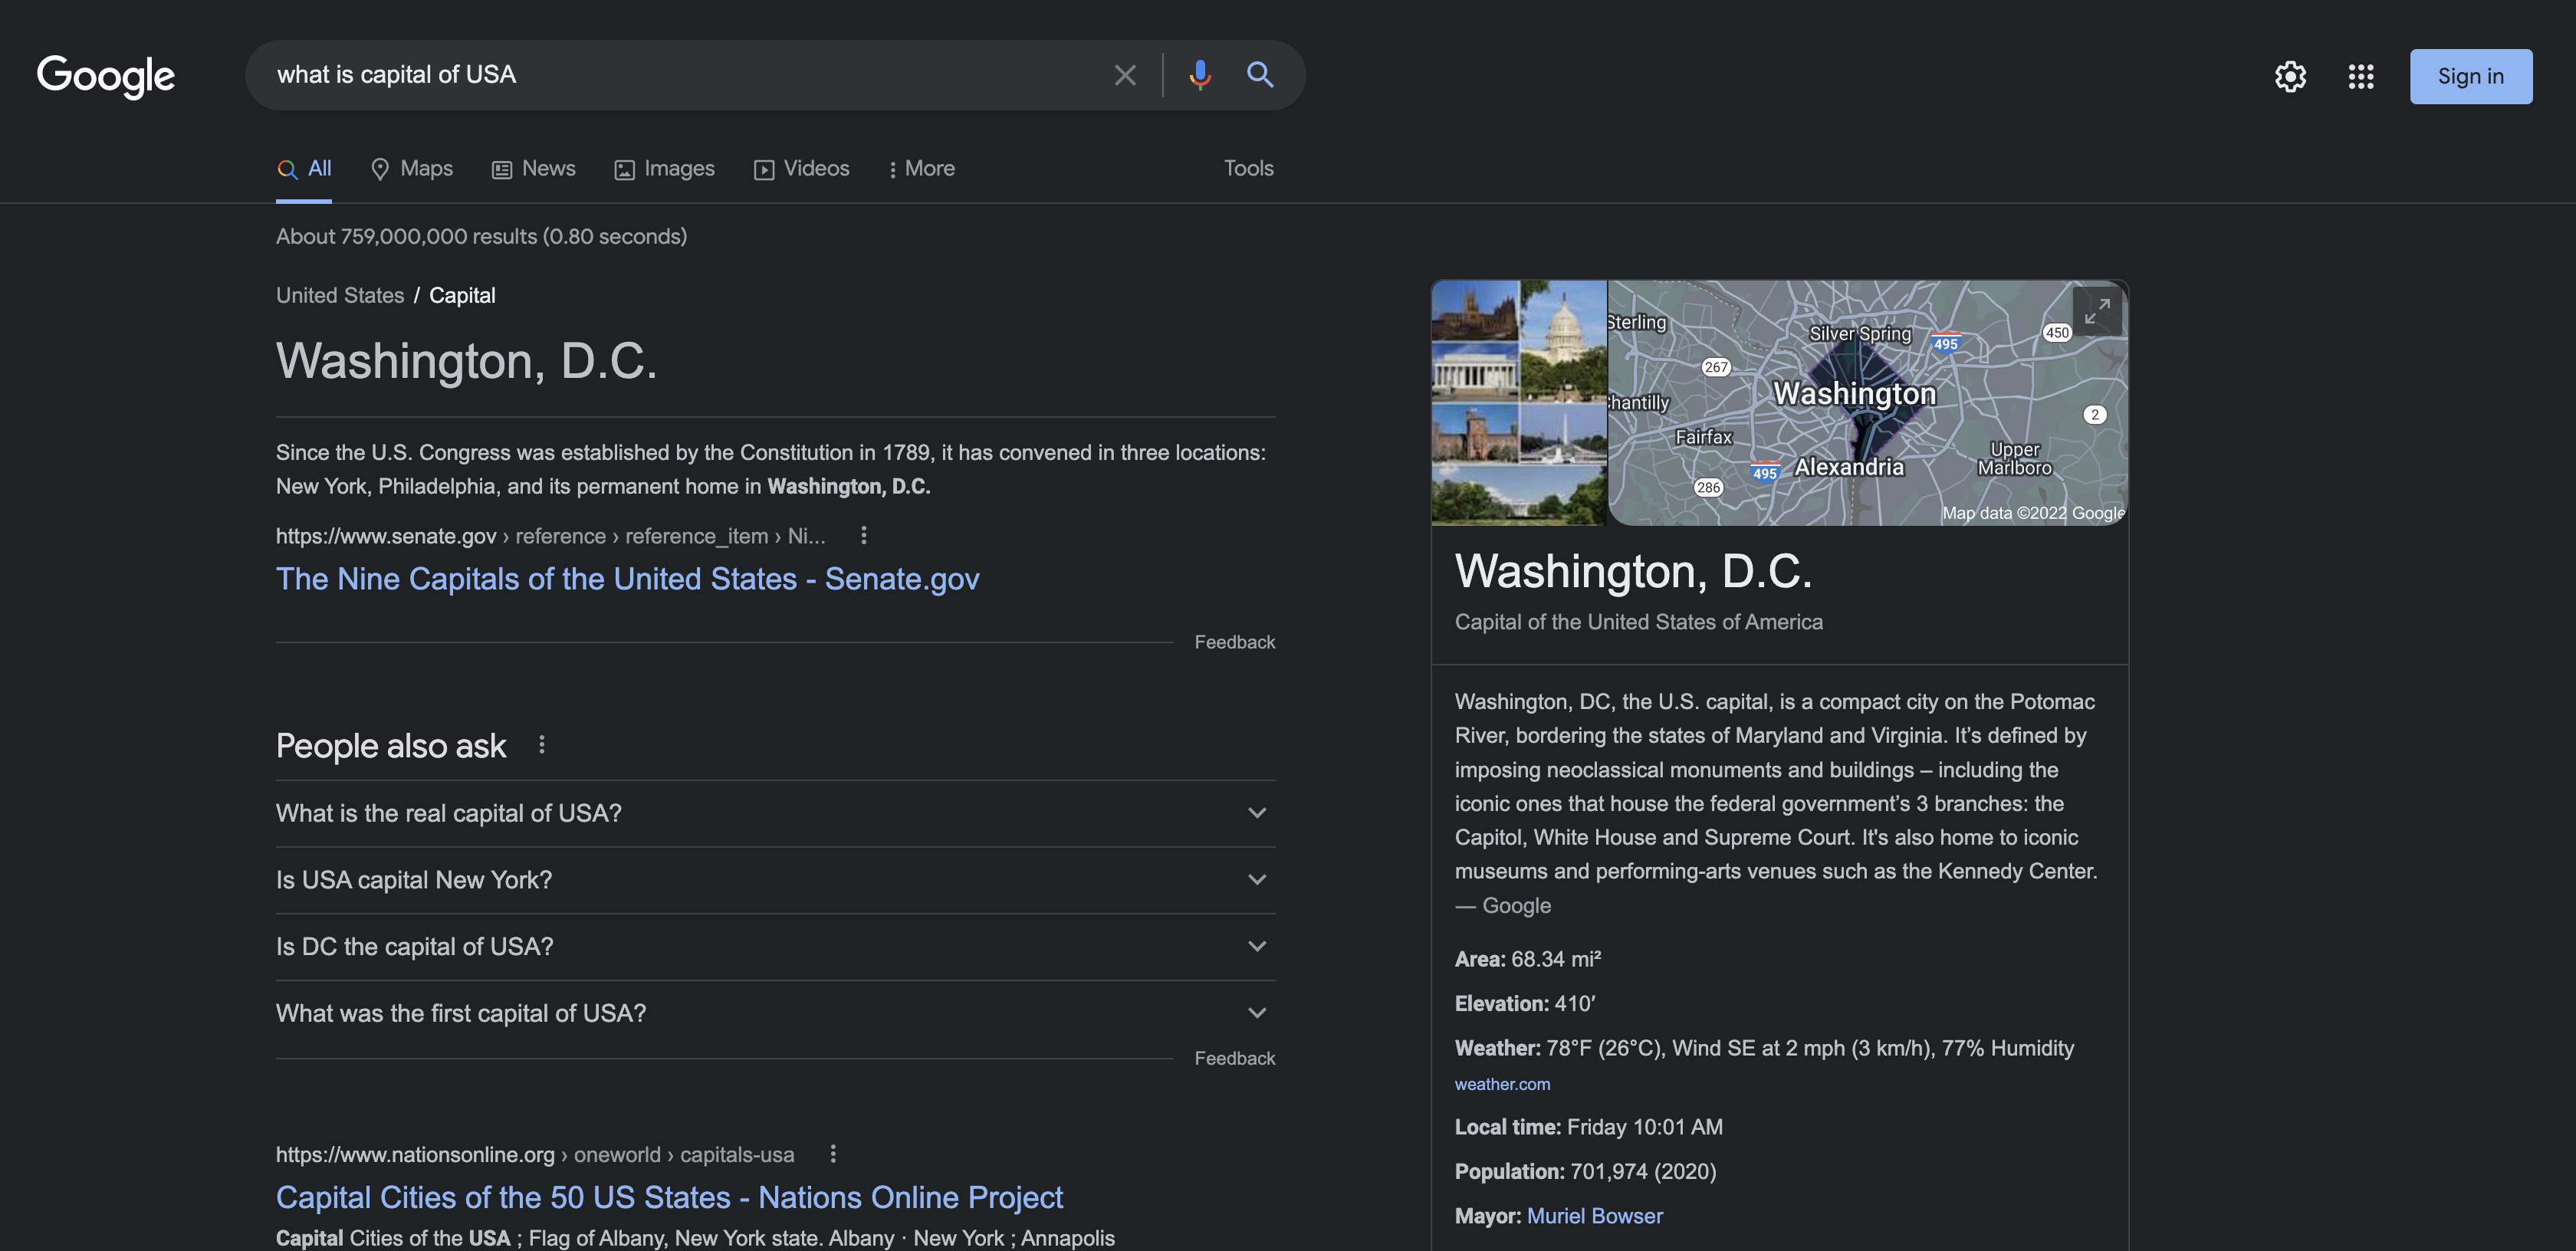 Google
what is capital of USA
Sign in
All
Maps
News
Images
Videos
More
Tools
About 759,000,000 results (0.80 seconds)
United States / Capital
Washington, D.C.
Since the U.S. Congress was established by the Constitution in 1789, it has convened in three locations:
New York, Philadelphia, and its permanent home in Washington, D.C.
https://www.senate.gov › reference › reference_item › Ni...
The Nine Capitals of the United States - Senate.gov
Feedback
People also ask
What is the real capital of USA?
Is USA capital New York?
Is DC the capital of USA?
What was the first capital of USA?
Feedback
https://www.nationsonline.org › oneworld › capitals-usa
Capital Cities of the 50 US States - Nations Online Project
Capital Cities of the USA ; Flag of Albany, New York state. Albany · New York ; Annapolis
Sterling
Silver Spring
495
450
267
Washington
hantilly
2
Fairfax
Upper
Marlboro
495
Alexandria
286
Map data ©2022 Google
Washington, D.C.
Capital of the United States of America
Washington, DC, the U.S. capital, is a compact city on the Potomac
River, bordering the states of Maryland and Virginia. It’s defined by
imposing neoclassical monuments and buildings – including the
iconic ones that house the federal government’s 3 branches: the
Capitol, White House and Supreme Court. It's also home to iconic
museums and performing-arts venues such as the Kennedy Center.
— Google
Area: 68.34 mi²
Elevation: 410′
Weather: 78°F (26°C), Wind SE at 2 mph (3 km/h), 77% Humidity
weather.com
Local time: Friday 10:01 AM
Population: 701,974 (2020)
Mayor: Muriel Bowser